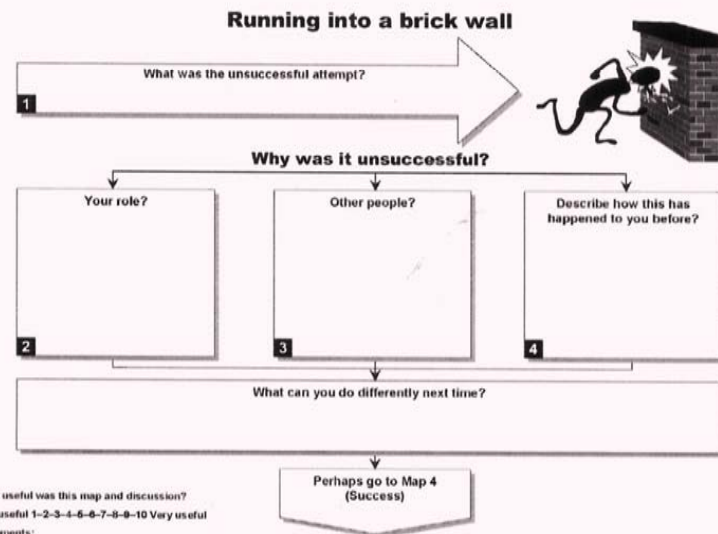 Running into a brick wall
What was the unsuccessful attempt?
1
Why was it unsuccessful?
Your role?
2
Other people?
3
Describe how this has
happened to you before?
4
What can you do differently next time?
Perhaps go to Map 4
(Success)
useful was this map and discussion?
useful 1–2–3–4–5–6–7–8–9–10 Very useful